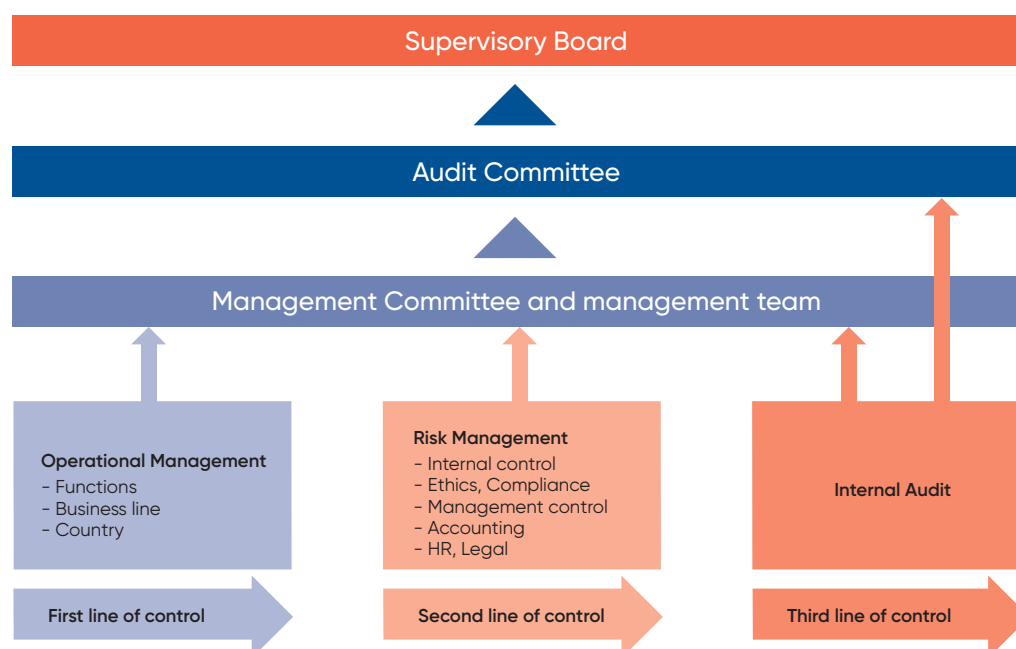 Supervisory Board
Audit Committee
Management Committee and management team
Operational Management
- Functions
- Business line
- Country
Risk Management
- Internal control
- Ethics, Compliance
- Management control
- Accounting
- HR, Legal
Internal Audit
First line of control
Second line of control
Third line of control